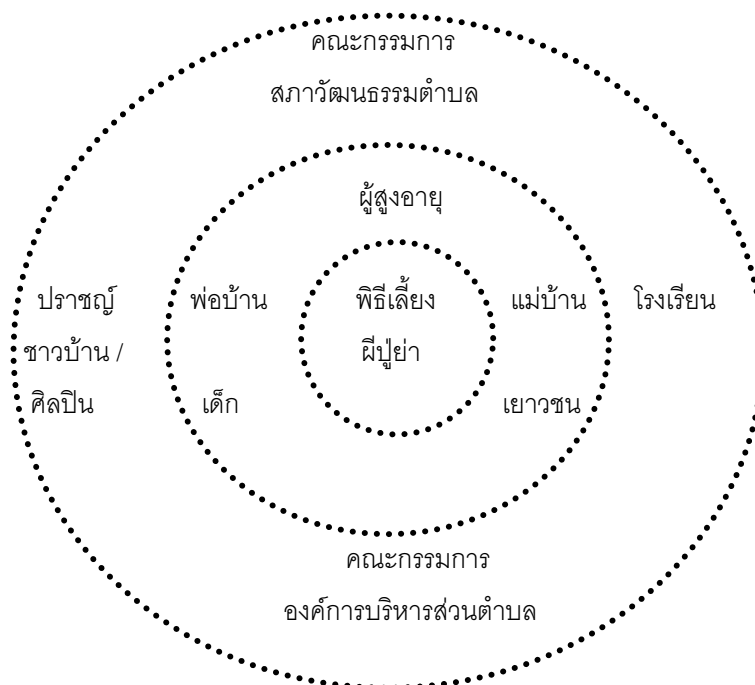 คณะกรรมการ
สภาวัฒนธรรมตำบล
ผู้สูงอายุ
ปราชญ์
ชาวบ้าน /
ศิลปิน
พ่อบ้าน
เด็ก
พิธีเลี้ยง
ผีปู่ย่า
แม่บ้าน
เยาวชน
โรงเรียน
คณะกรรมการ
องค์การบริหารส่วนตำบล